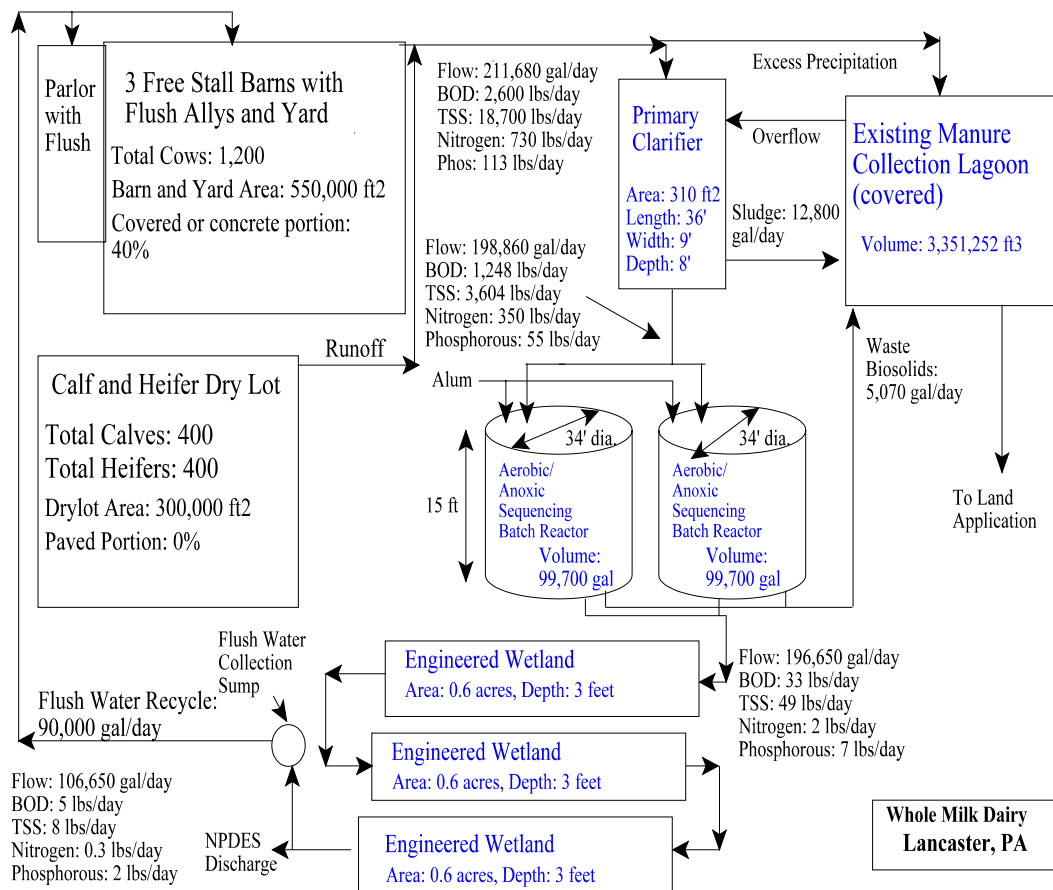 Parlor
with
Flush
3 Free Stall Barns with
Flush Allys and Yard
Total Cows: 1,200
Barn and Yard Area: 550,000 ft2
Covered or concrete portion:
40%
Flow: 211,680 gal/day
BOD: 2,600 lbs/day
TSS: 18,700 lbs/day
Nitrogen: 730 lbs/day
Phos: 113 lbs/day
Primary
Clarifier
Area: 310 ft2
Length: 36'
Width: 9'
Depth: 8'
Excess Precipitation
Overflow
Sludge: 12,800
gal/day
Existing Manure
Collection Lagoon
(covered)
Volume: 3,351,252 ft3
Flow: 198,860 gal/day
BOD: 1,248 lbs/day
TSS: 3,604 lbs/day
Nitrogen: 350 lbs/day
Phosphorous: 55 lbs/day
Runoff
Calf and Heifer Dry Lot
Total Calves: 400
Total Heifers: 400
Drylot Area: 300,000 ft2
Paved Portion: 0%
Alum
Waste
Biosolids:
5,070 gal/day
15 ft
34' dia.
Aerobic/
Anoxic
Sequencing
Batch Reactor
Volume:
99,700 gal
34' dia.
Aerobic/
Anoxic
Sequencing
Batch Reactor
Volume:
99,700 gal
To Land
Application
Flush Water
Collection
Sump
Flush Water Recycle:
90,000 gal/day
Engineered Wetland
Area: 0.6 acres, Depth: 3 feet
Flow: 196,650 gal/day
BOD: 33 lbs/day
TSS: 49 lbs/day
Nitrogen: 2 lbs/day
Phosphorous: 7 lbs/day
Engineered Wetland
Area: 0.6 acres, Depth: 3 feet
Flow: 106,650 gal/day
BOD: 5 lbs/day
TSS: 8 lbs/day
Nitrogen: 0.3 lbs/day
Phosphorous: 2 lbs/day
NPDES
Discharge
Engineered Wetland
Area: 0.6 acres, Depth: 3 feet
Whole Milk Dairy
Lancaster, PA